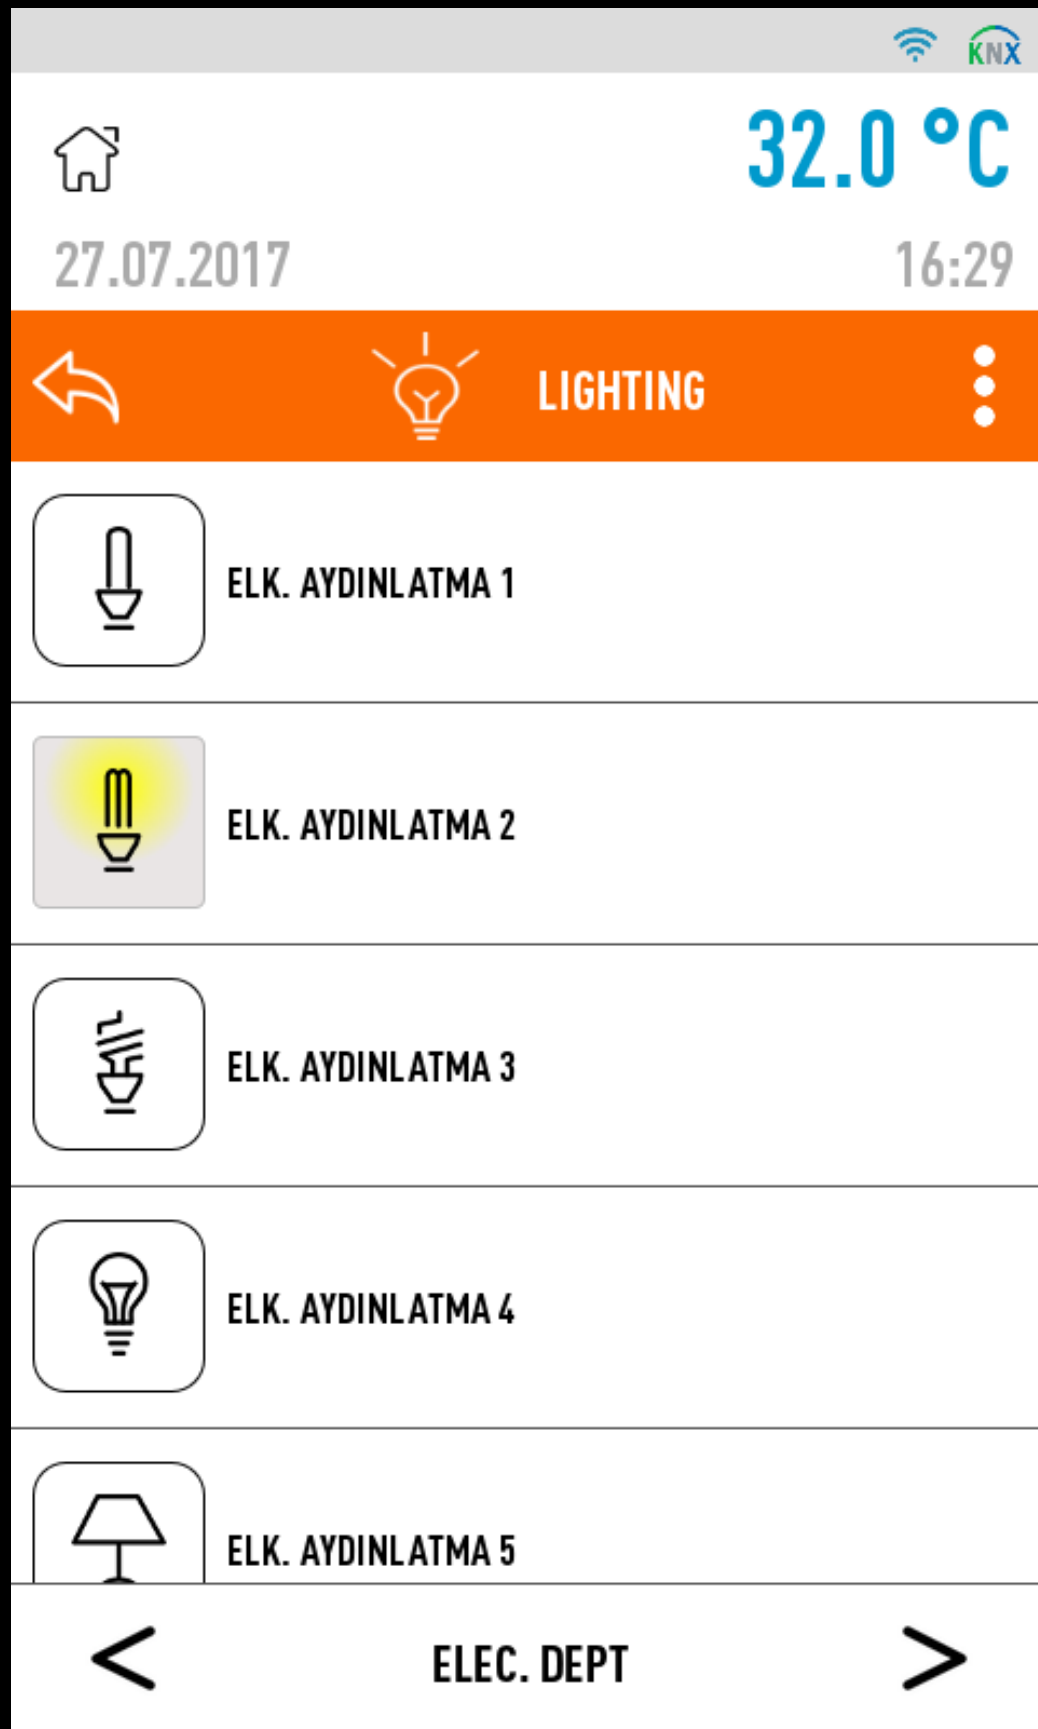 KNX
32.0 °C
27.07.2017 16:29
LIGHTING
ELK. AYDINLATMA 1
ELK. AYDINLATMA 2
ELK. AYDINLATMA 3
ELK. AYDINLATMA 4
ELK. AYDINLATMA 5
< ELEC. DEPT >